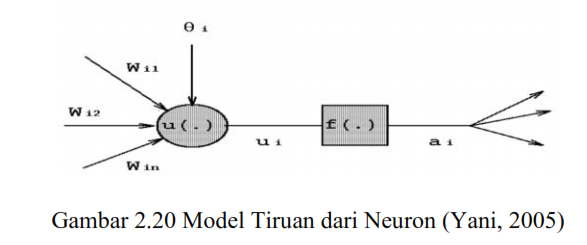 Θ i
W i1
W i2
u(.)
f(.)
u i
a i
W in
Gambar 2.20 Model Tiruan dari Neuron (Yani, 2005)